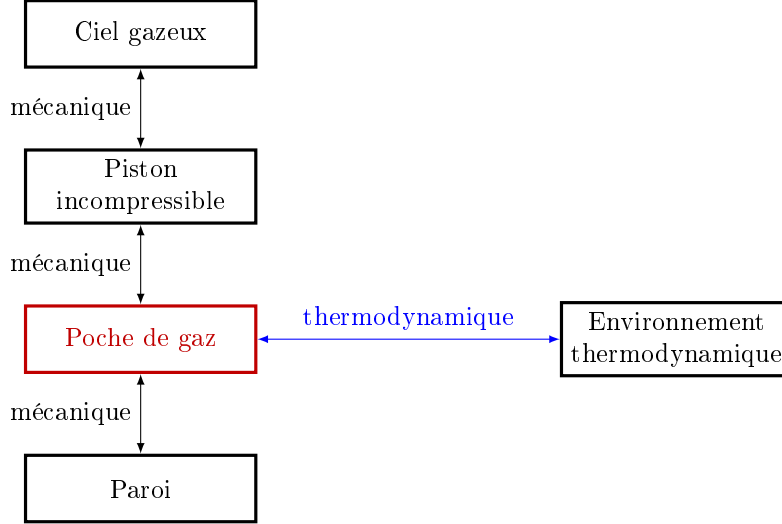 Ciel gazeux
mécanique
Piston
incompressible
mécanique
Poche de gaz
thermodynamique
Environnement
thermodynamique
mécanique
Paroi